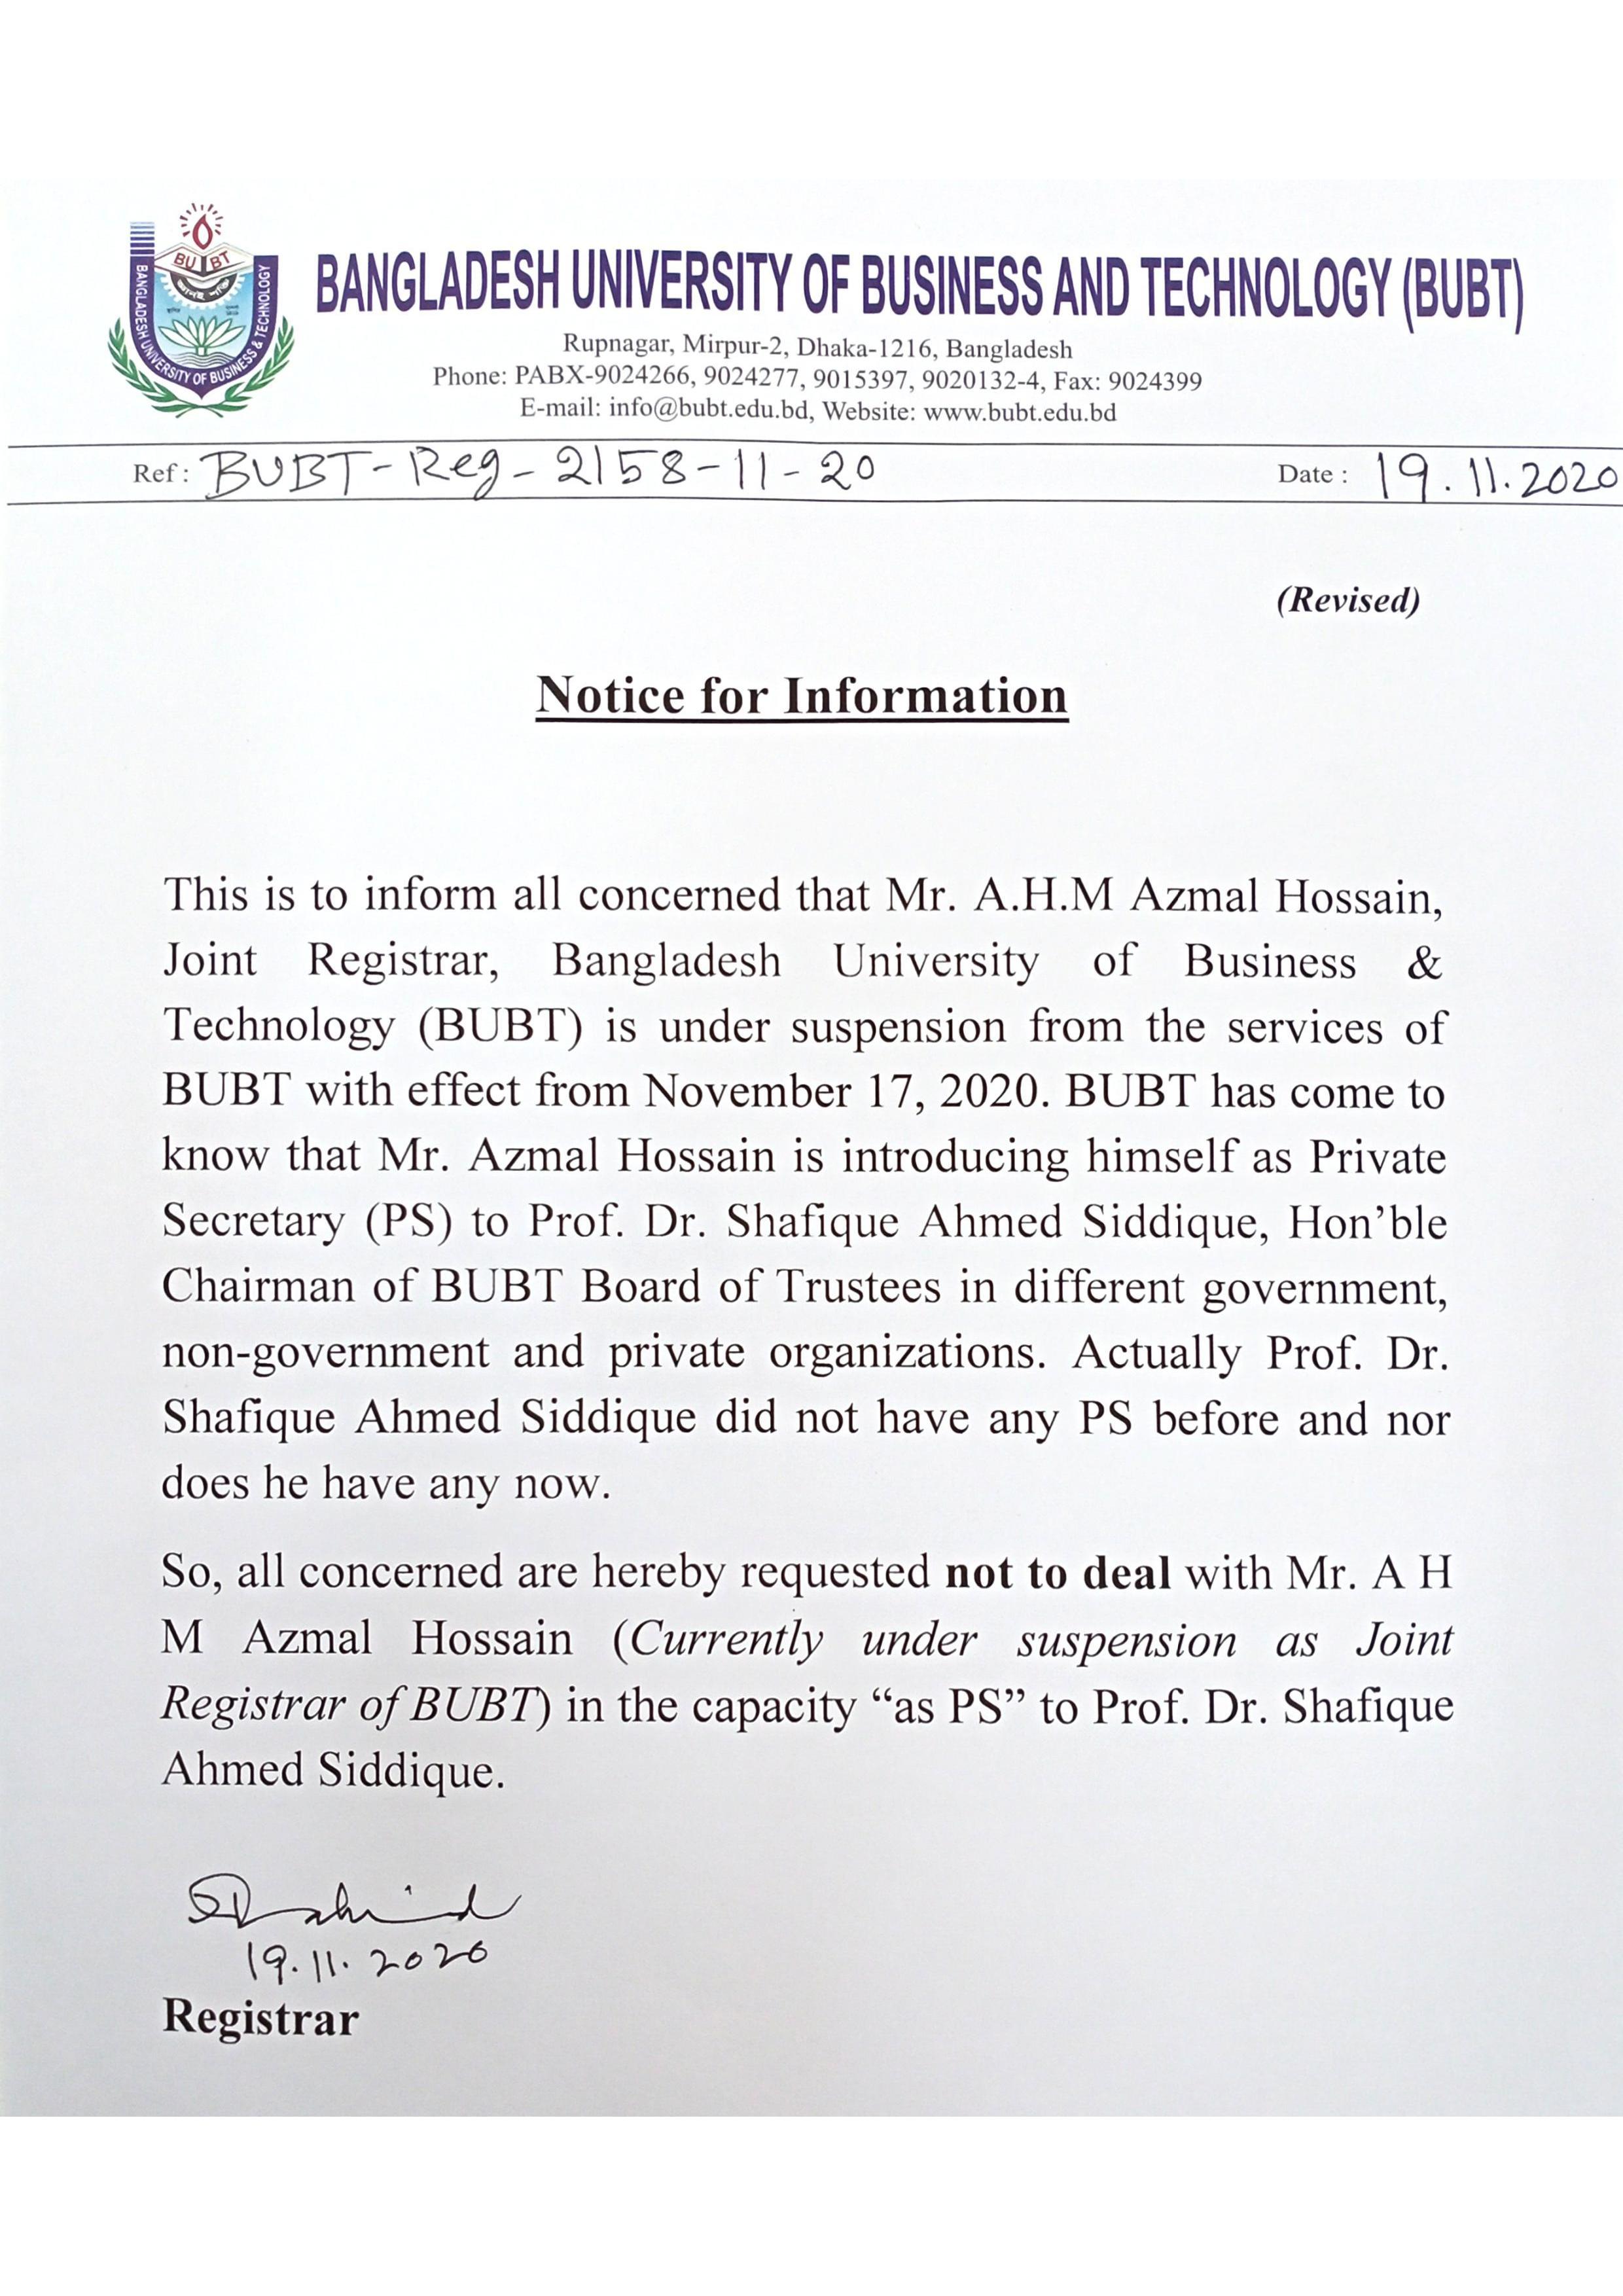 BU BT
BANGLADESH UNIVERSITY OF BUSINESS & TECHNOLOGY
BANGLADESH UNIVERSITY OF BUSINESS AND TECHNOLOGY (BUBT)
Rupnagar, Mirpur-2, Dhaka-1216, Bangladesh
Phone: PABX-9024266, 9024277, 9015397, 9020132-4, Fax: 9024399
E-mail: info@bubt.edu.bd, Website: www.bubt.edu.bd
Ref : BUBT-Reg-2158-11-20 Date : 19.11.2020
(Revised)
Notice for Information
This is to inform all concerned that Mr. A.H.M Azmal Hossain,
Joint Registrar, Bangladesh University of Business &
Technology (BUBT) is under suspension from the services of
BUBT with effect from November 17, 2020. BUBT has come to
know that Mr. Azmal Hossain is introducing himself as Private
Secretary (PS) to Prof. Dr. Shafique Ahmed Siddique, Hon’ble
Chairman of BUBT Board of Trustees in different government,
non-government and private organizations. Actually Prof. Dr.
Shafique Ahmed Siddique did not have any PS before and nor
does he have any now.
So, all concerned are hereby requested not to deal with Mr. A H
M Azmal Hossain (Currently under suspension as Joint
Registrar of BUBT) in the capacity “as PS” to Prof. Dr. Shafique
Ahmed Siddique.
19.11.2020
Registrar